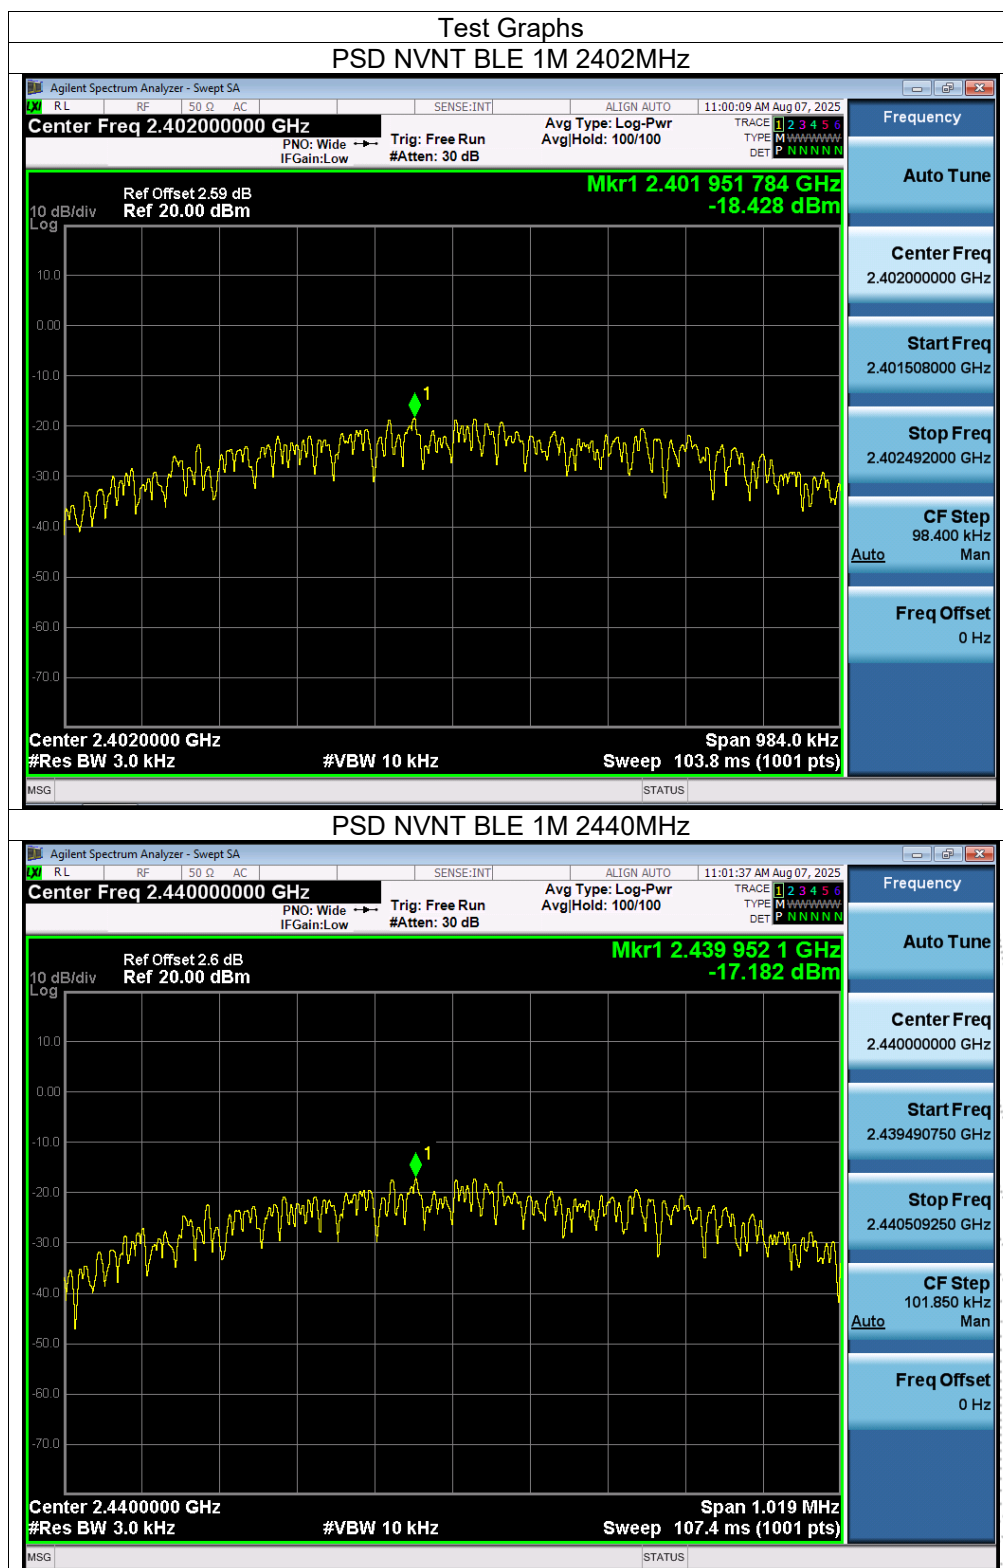 Test Graphs
PSD NVNT BLE 1M 2402MHz
Agilent Spectrum Analyzer - Swept SA
LXI RL RF 50 Ω AC SENSE:INT ALIGN AUTO 11:00:09 AM Aug 07, 2025
Center Freq 2.402000000 GHz
PNO: Wide
IFGain:Low
Trig: Free Run
#Atten: 30 dB
Avg Type: Log-Pwr
Avg|Hold: 100/100
TRACE 1 2 3 4 5 6
TYPE M WWWWW
DET P N N N N N
Frequency
Ref Offset 2.59 dB
Ref 20.00 dBm
10 dB/div
Log
Mkr1 2.401 951 784 GHz
-18.428 dBm
10.0
0.00
-10.0
-20.0
-30.0
-40.0
-50.0
-60.0
-70.0
1
Center 2.4020000 GHz
#Res BW 3.0 kHz
#VBW 10 kHz
Span 984.0 kHz
Sweep 103.8 ms (1001 pts)
Auto Tune
Center Freq
2.402000000 GHz
Start Freq
2.401508000 GHz
Stop Freq
2.402492000 GHz
CF Step
98.400 kHz
Auto Man
Freq Offset
0 Hz
MSG STATUS
PSD NVNT BLE 1M 2440MHz
Agilent Spectrum Analyzer - Swept SA
LXI RL RF 50 Ω AC SENSE:INT ALIGN AUTO 11:01:37 AM Aug 07, 2025
Center Freq 2.440000000 GHz
PNO: Wide
IFGain:Low
Trig: Free Run
#Atten: 30 dB
Avg Type: Log-Pwr
Avg|Hold: 100/100
TRACE 1 2 3 4 5 6
TYPE M WWWWW
DET P N N N N N
Frequency
Ref Offset 2.6 dB
Ref 20.00 dBm
10 dB/div
Log
Mkr1 2.439 952 1 GHz
-17.182 dBm
10.0
0.00
-10.0
-20.0
-30.0
-40.0
-50.0
-60.0
-70.0
1
Center 2.4400000 GHz
#Res BW 3.0 kHz
#VBW 10 kHz
Span 1.019 MHz
Sweep 107.4 ms (1001 pts)
Auto Tune
Center Freq
2.440000000 GHz
Start Freq
2.439490750 GHz
Stop Freq
2.440509250 GHz
CF Step
101.850 kHz
Auto Man
Freq Offset
0 Hz
MSG STATUS